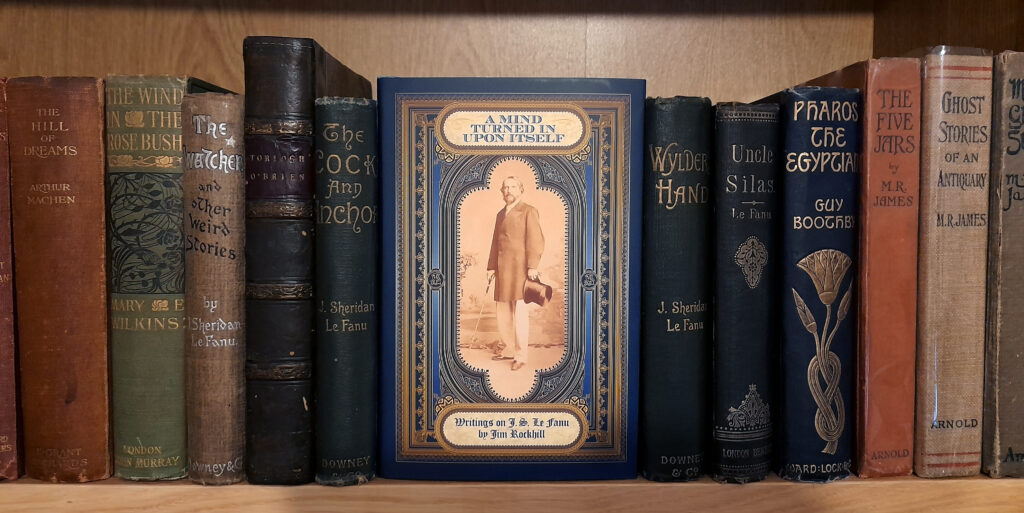 THE
HILL
OF
DREAMS
ARTHUR
MACHEN
THE WIND
IN THE
ROSE BUSH
MARY E
WILKINS
LONDON
JOHN MURRAY
The
Watcher
and
other
Weird
Stories
by
J. Sheridan
Le Fanu.
Downey & Co
TORLOGH
O'BRIEN
The
Cock
And
Anchor
J. Sheridan
Le Fanu
DOWNEY
A MIND
TURNED IN
UPON ITSELF
Writings on J.S. Le Fanu
by Jim Rockhill
Wylder's
Hand
J. Sheridan
Le Fanu
DOWNEY
& Co
Uncle
Silas.
Le Fanu
LONDON
PHAROS
THE
EGYPTIAN
GUY
BOOTHBY
WARD·LOCK
THE
FIVE
JARS
by
M.R.
JAMES
ARNOLD
GHOST
STORIES
OF AN
ANTIQUARY
M.R. JAMES
ARNOLD